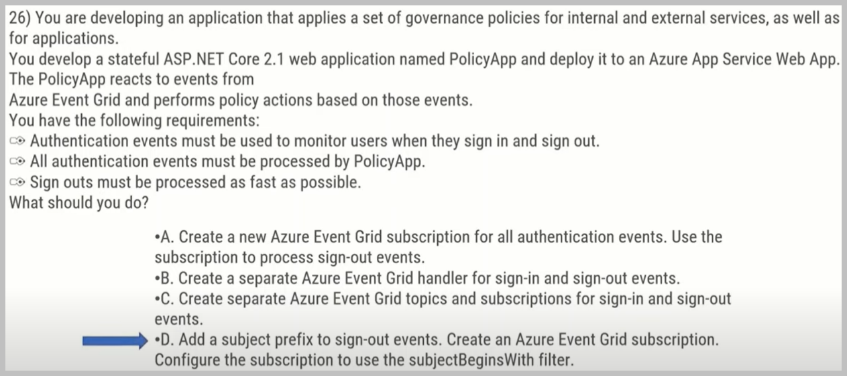 26) You are developing an application that applies a set of governance policies for internal and external services, as well as
for applications.
You develop a stateful ASP.NET Core 2.1 web application named PolicyApp and deploy it to an Azure App Service Web App.
The PolicyApp reacts to events from
Azure Event Grid and performs policy actions based on those events.
You have the following requirements:
Authentication events must be used to monitor users when they sign in and sign out.
All authentication events must be processed by PolicyApp.
Sign outs must be processed as fast as possible.
What should you do?
•A. Create a new Azure Event Grid subscription for all authentication events. Use the
subscription to process sign-out events.
•B. Create a separate Azure Event Grid handler for sign-in and sign-out events.
•C. Create separate Azure Event Grid topics and subscriptions for sign-in and sign-out
events.
•D. Add a subject prefix to sign-out events. Create an Azure Event Grid subscription.
Configure the subscription to use the subjectBeginsWith filter.